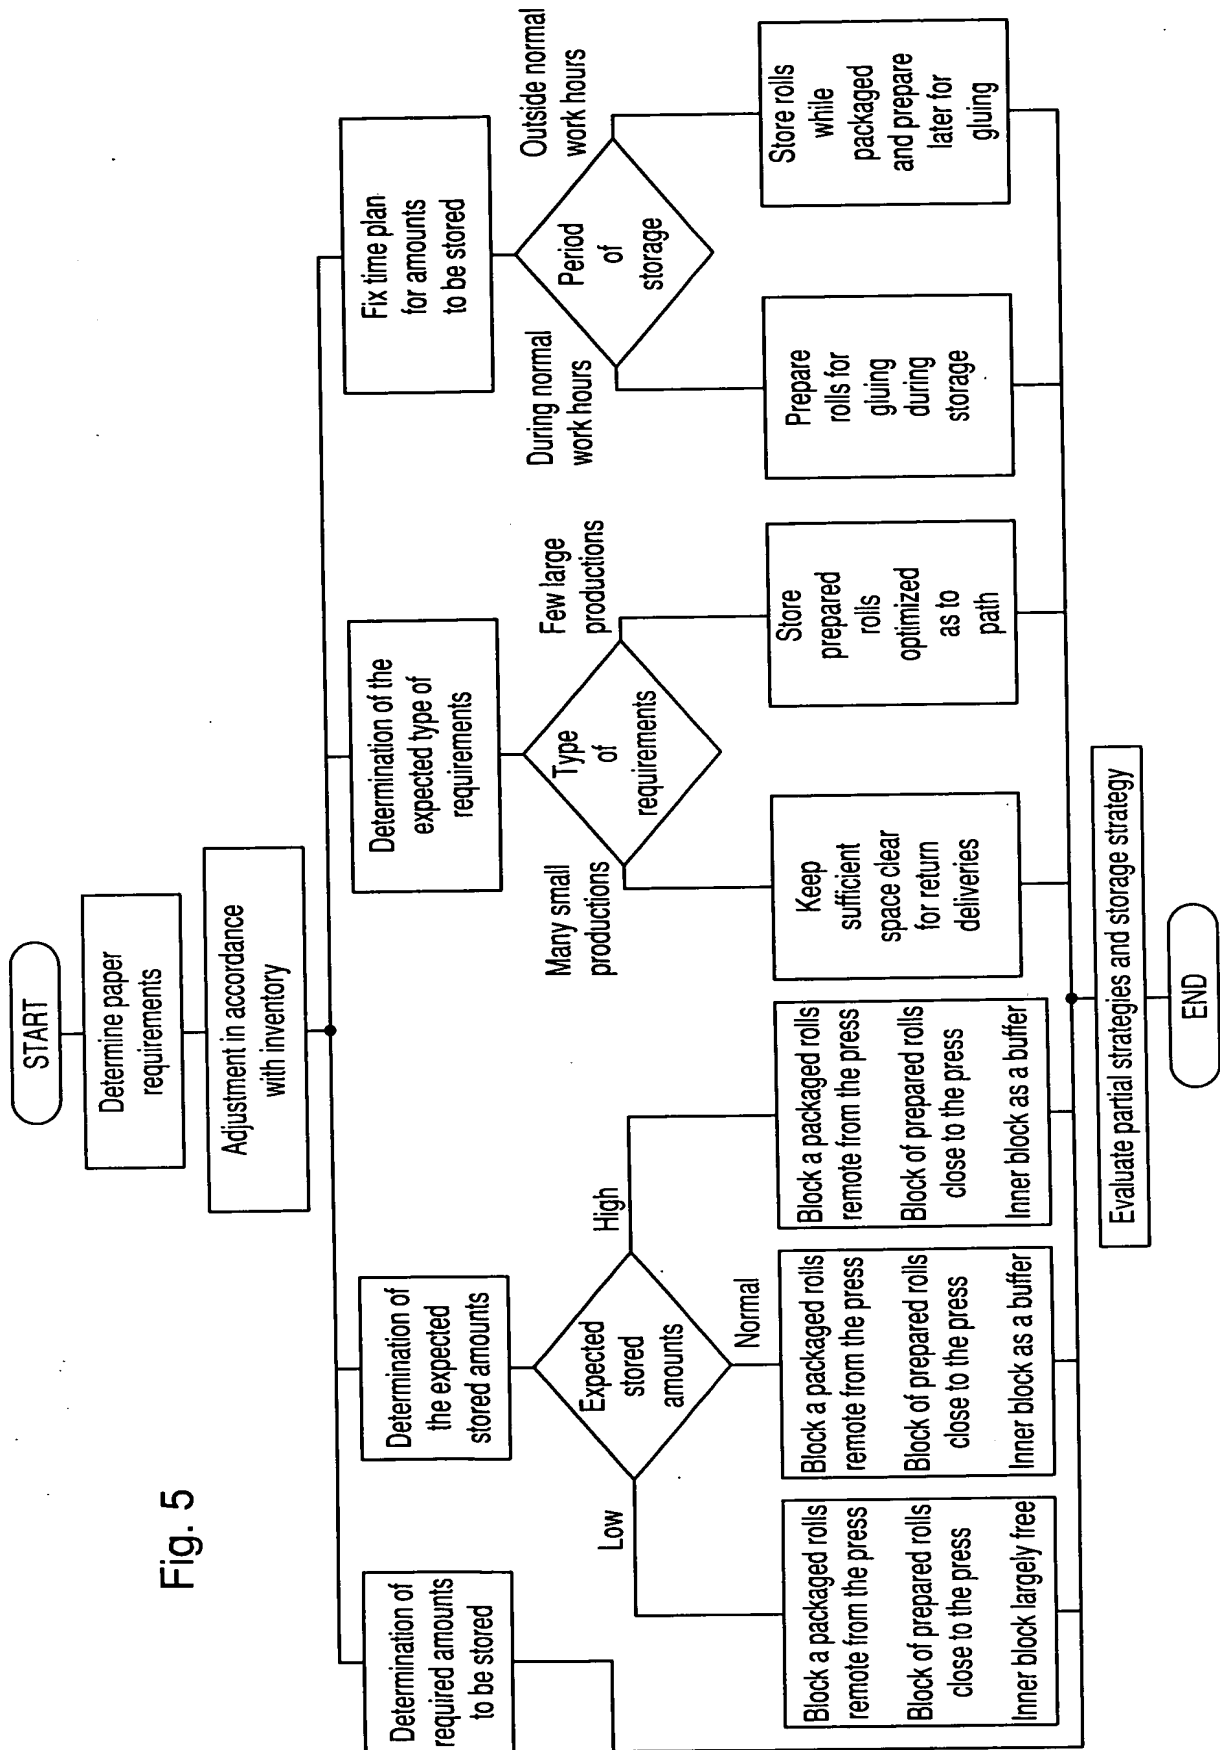 Fig. 5
START
Determine paper
requirements
Adjustment in accordance
with inventory
Determination of
required amounts
to be stored
Determination of
the expected
stored amounts
Determination of the
expected type of
requirements
Fix time plan
for amounts
to be stored
Expected
stored
amounts
Low
Normal
High
Type
of
requirements
Many small
productions
Few large
productions
Period
of
storage
During normal
work hours
Outside normal
work hours
Block a packaged rolls
remote from the press
Block of prepared rolls
close to the press
Inner block largely free
Block a packaged rolls
remote from the press
Block of prepared rolls
close to the press
Inner block as a buffer
Block a packaged rolls
remote from the press
Block of prepared rolls
close to the press
Inner block as a buffer
Keep
sufficient
space clear
for return
deliveries
Store
prepared
rolls
optimized
as to
path
Prepare
rolls for
gluing
during
storage
Store rolls
while
packaged
and prepare
later for
gluing
Evaluate partial strategies and storage strategy
END